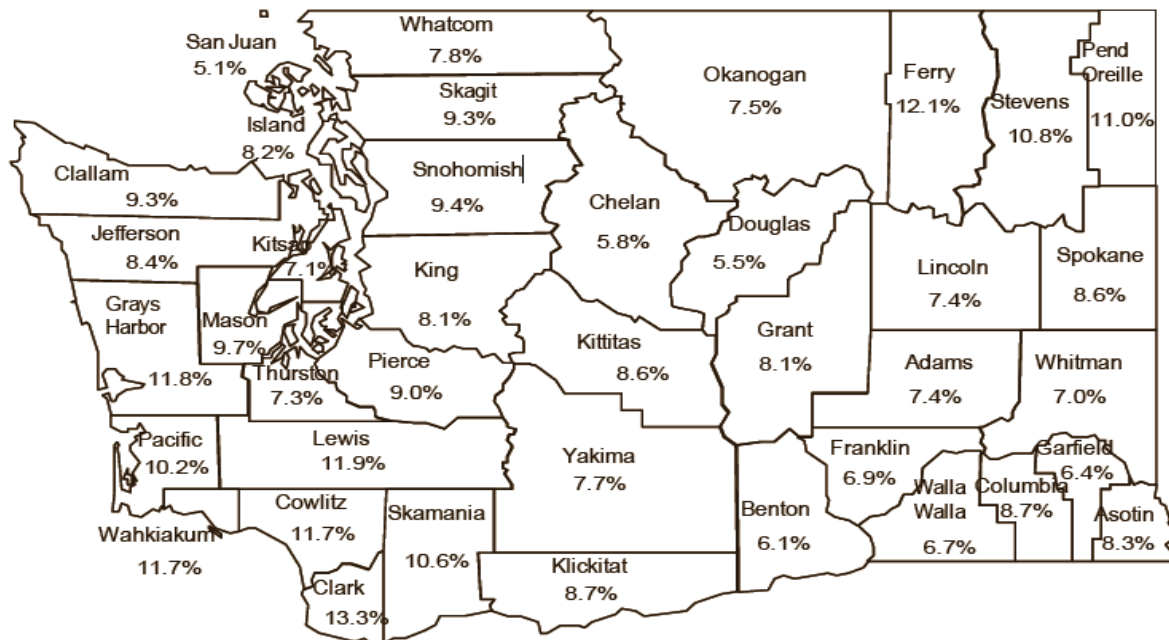 Whatcom
7.8%
San Juan
5.1%
Skagit
9.3%
Island
8.2%
Okanogan
7.5%
Ferry
12.1%
Stevens
10.8%
Pend
Oreille
11.0%
Clallam
9.3%
Snohomish
9.4%
Chelan
5.8%
Douglas
5.5%
Jefferson
8.4%
Kitsap
7.1%
King
8.1%
Lincoln
7.4%
Spokane
8.6%
Grays
Harbor
11.8%
Mason
9.7%
Thurston
7.3%
Pierce
9.0%
Kittitas
8.6%
Grant
8.1%
Adams
7.4%
Whitman
7.0%
Pacific
10.2%
Lewis
11.9%
Yakima
7.7%
Franklin
6.9%
Garfield
6.4%
Walla
Walla
6.7%
Columbia
8.7%
Asotin
8.3%
Wahkiakum
11.7%
Cowlitz
11.7%
Skamania
10.6%
Benton
6.1%
Clark
13.3%
Klickitat
8.7%